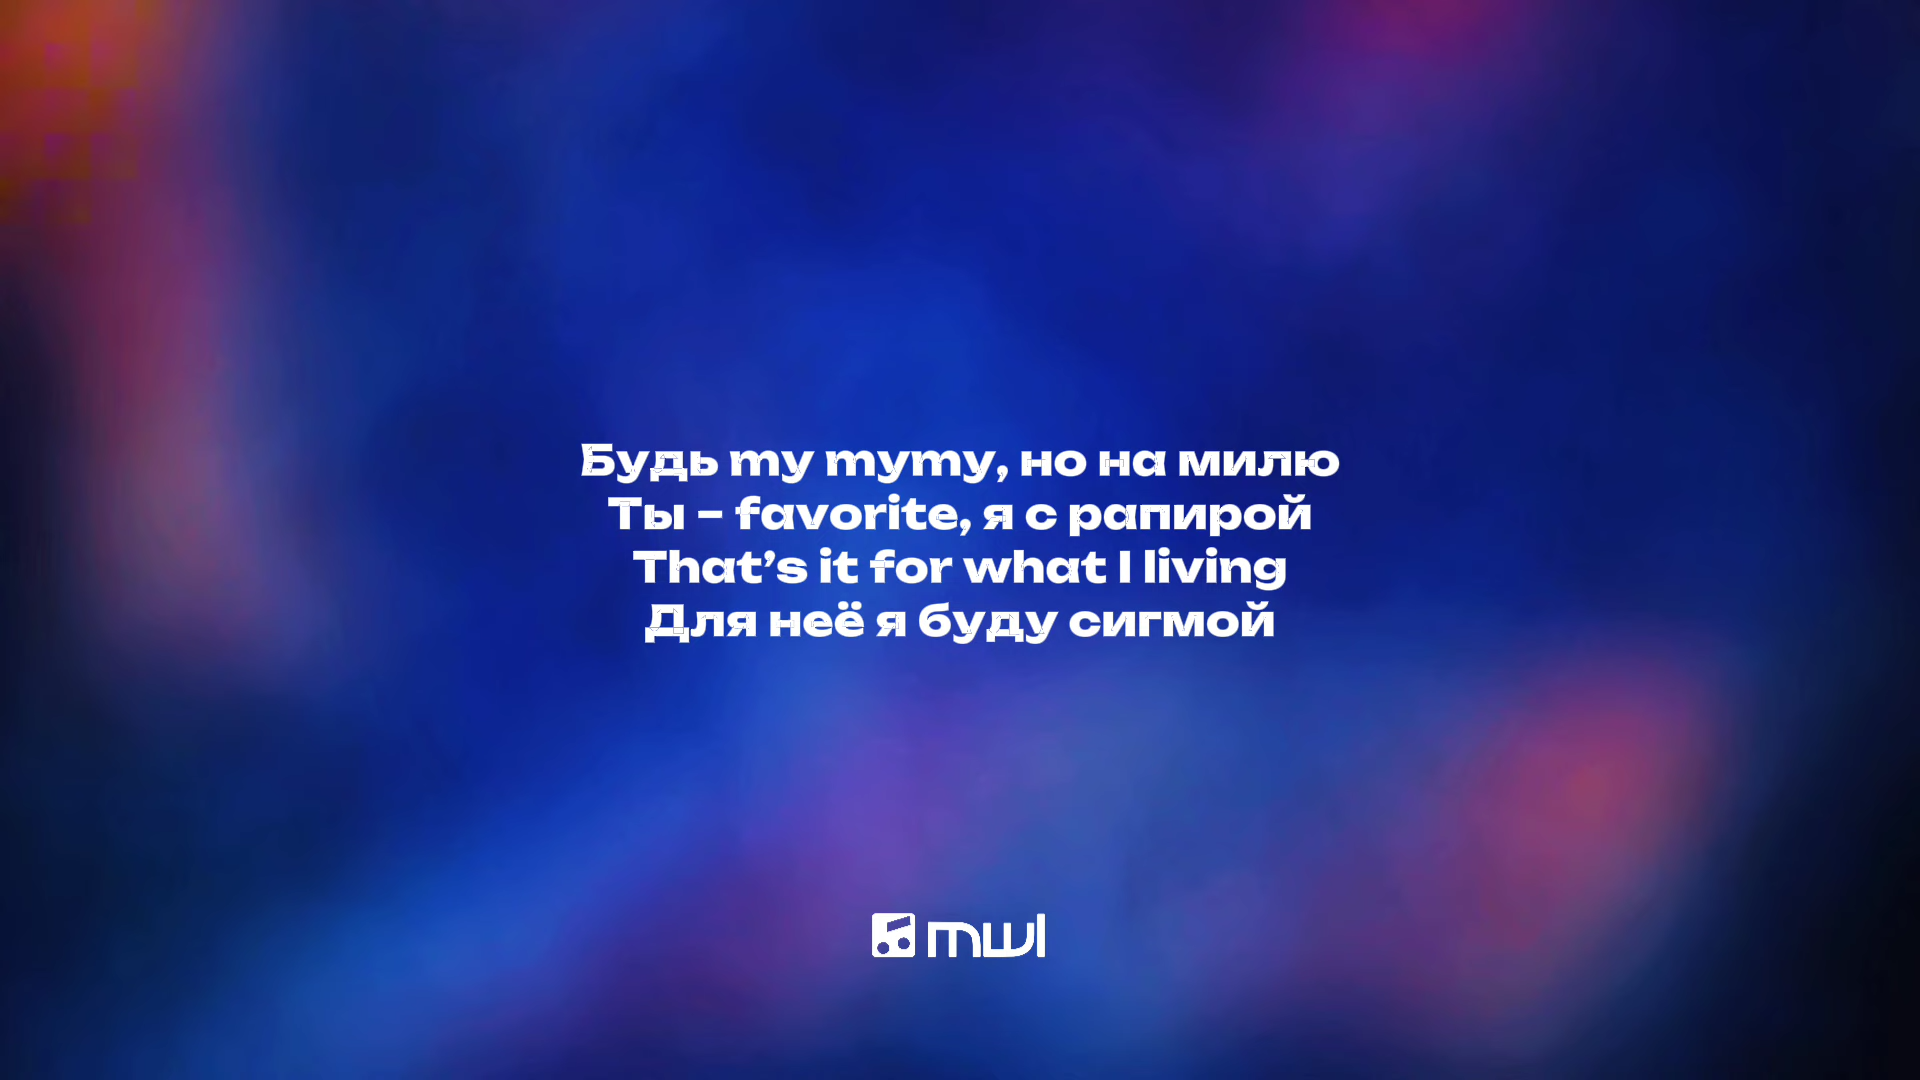 Будь my mymy, но на милю
Ты – favorite, я с рапирой
That’s it for what I living
Для неё я буду сигмой
mwl